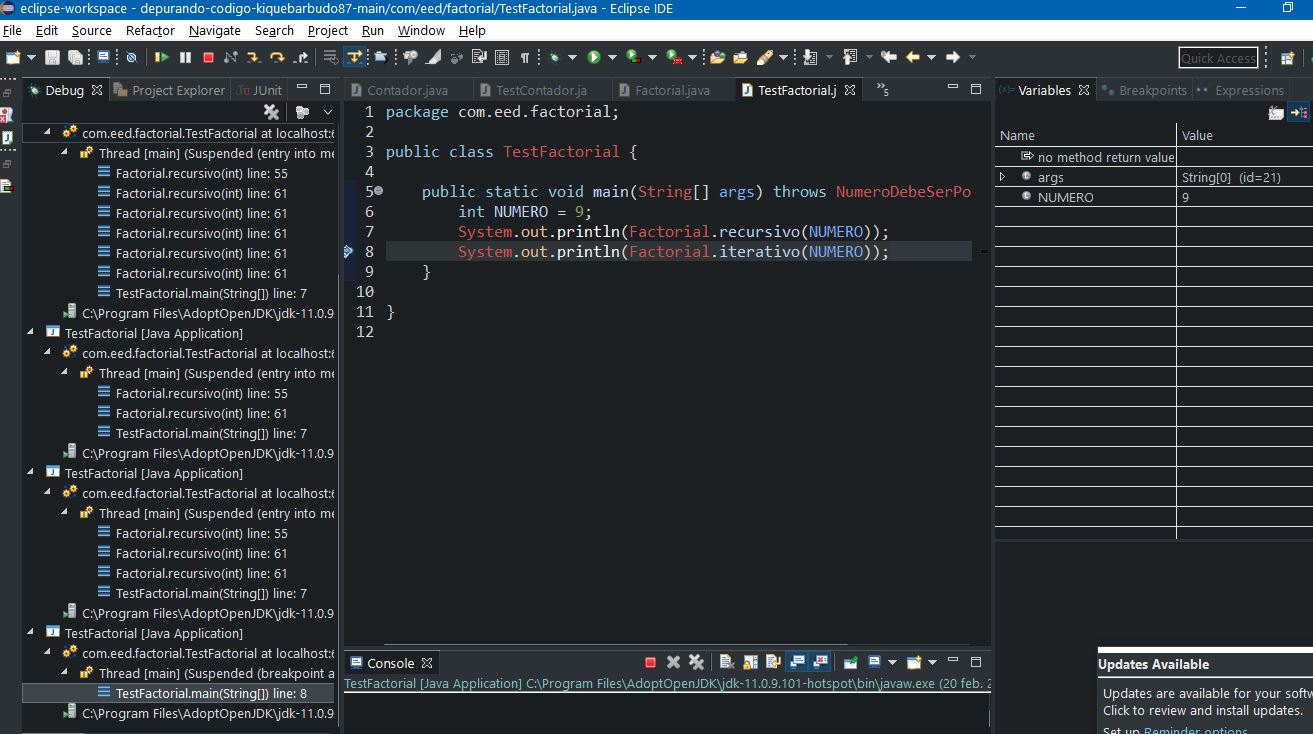 eclipse-workspace - depurando-codigo-kiquebarbudo87-main/com/eed/factorial/TestFactorial.java - Eclipse IDE
File Edit Source Refactor Navigate Search Project Run Window Help
Quick Access
Debug Project Explorer JUnit
com.eed.factorial.TestFactorial at localhost:6
Thread [main] (Suspended (entry into me
Factorial.recursivo(int) line: 55
Factorial.recursivo(int) line: 61
Factorial.recursivo(int) line: 61
Factorial.recursivo(int) line: 61
Factorial.recursivo(int) line: 61
Factorial.recursivo(int) line: 61
TestFactorial.main(String[]) line: 7
C:\Program Files\AdoptOpenJDK\jdk-11.0.9
TestFactorial [Java Application]
com.eed.factorial.TestFactorial at localhost:6
Thread [main] (Suspended (entry into me
Factorial.recursivo(int) line: 55
Factorial.recursivo(int) line: 61
TestFactorial.main(String[]) line: 7
C:\Program Files\AdoptOpenJDK\jdk-11.0.9
TestFactorial [Java Application]
com.eed.factorial.TestFactorial at localhost:6
Thread [main] (Suspended (entry into me
Factorial.recursivo(int) line: 55
Factorial.recursivo(int) line: 61
Factorial.recursivo(int) line: 61
TestFactorial.main(String[]) line: 7
C:\Program Files\AdoptOpenJDK\jdk-11.0.9
TestFactorial [Java Application]
com.eed.factorial.TestFactorial at localhost:6
Thread [main] (Suspended (breakpoint a
TestFactorial.main(String[]) line: 8
C:\Program Files\AdoptOpenJDK\jdk-11.0.9
Contador.java TestContador.ja Factorial.java TestFactorial.j »5
1 package com.eed.factorial;
2
3 public class TestFactorial {
4
5 public static void main(String[] args) throws NumeroDebeSerPo
6 int NUMERO = 9;
7 System.out.println(Factorial.recursivo(NUMERO));
8 System.out.println(Factorial.iterativo(NUMERO));
9 }
10
11 }
12
Console
TestFactorial [Java Application] C:\Program Files\AdoptOpenJDK\jdk-11.0.9.101-hotspot\bin\javaw.exe (20 feb. 2
Variables Breakpoints Expressions
Name Value
no method return value
args String[0] (id=21)
NUMERO 9
Updates Available
Updates are available for your softw
Click to review and install updates.
Set up Reminder options